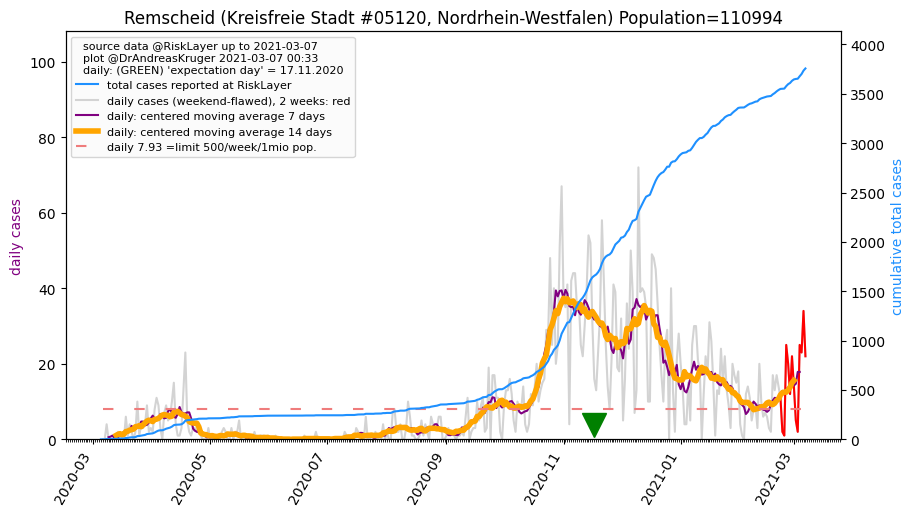 Remscheid (Kreisfreie Stadt #05120, Nordrhein-Westfalen) Population=110994
source data @RiskLayer up to 2021-03-07
plot @DrAndreasKruger 2021-03-07 00:33
daily: (GREEN) 'expectation day' = 17.11.2020
total cases reported at RiskLayer
daily cases (weekend-flawed), 2 weeks: red
daily: centered moving average 7 days
daily: centered moving average 14 days
daily 7.93 =limit 500/week/1mio pop.
daily cases
100
80
60
40
20
0
cumulative total cases
4000
3500
3000
2500
2000
1500
1000
500
0
2020-03
2020-05
2020-07
2020-09
2020-11
2021-01
2021-03